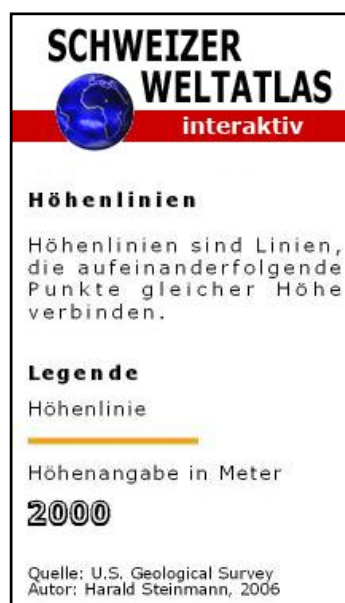 SCHWEIZER
WELTATLAS
interaktiv
Höhenlinien
Höhenlinien sind Linien,
die aufeinanderfolgende
Punkte gleicher Höhe
verbinden.
Legende
Höhenlinie
Höhenangabe in Meter
2000
Quelle: U.S. Geological Survey
Autor: Harald Steinmann, 2006